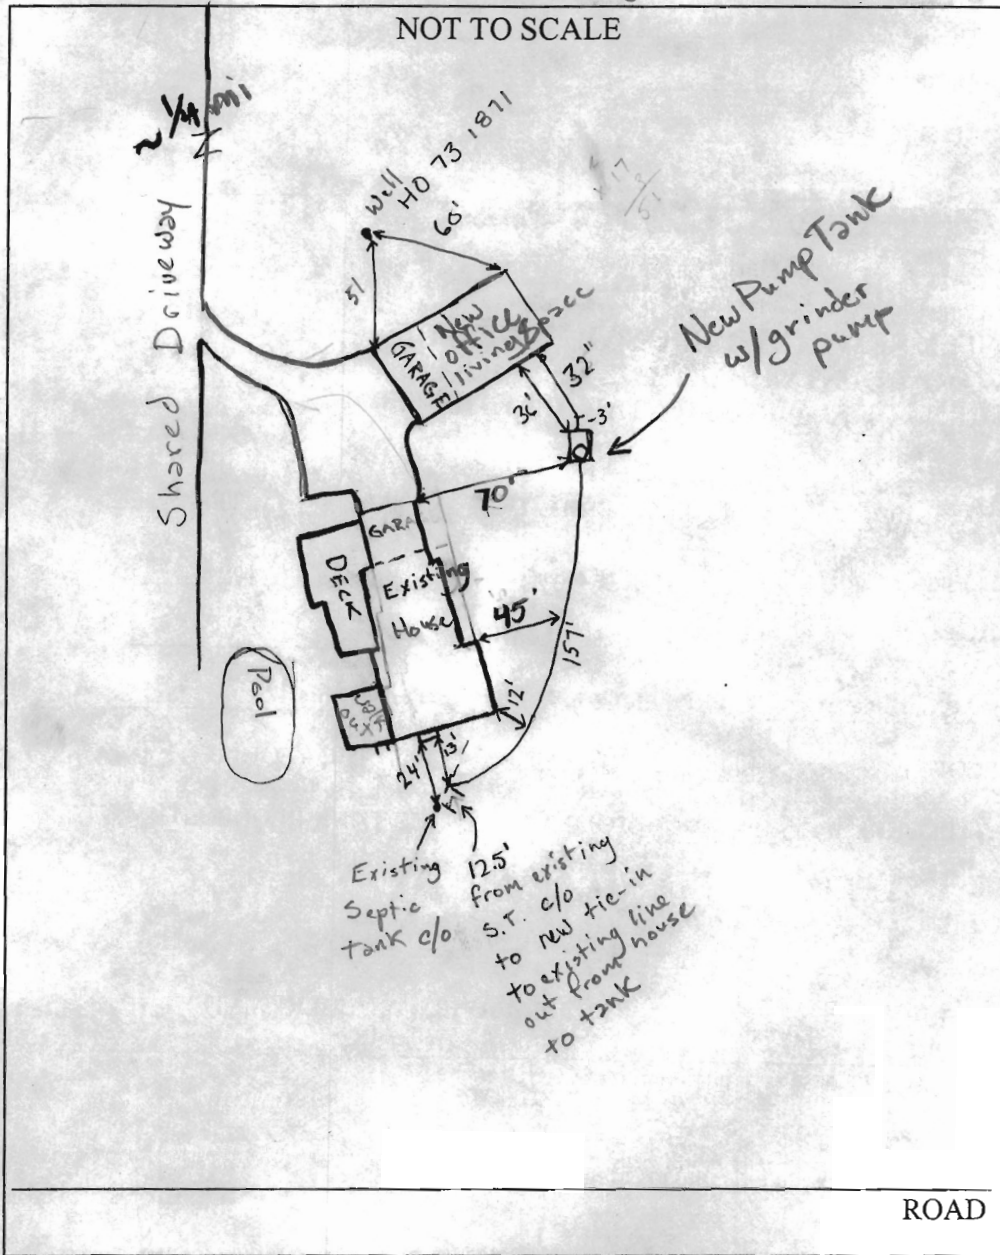 NOT TO SCALE
~ 1/4 mi
Well
HO 73 1871
60'
51
Shared Driveway
New Pump Tank
w/grinder
pump
GARAGE
New
office
living space
32"
36'
-3'
70'
GARA
DECK
Existing
House
45'
157'
Pool
Walk
out
12'
24'
13'
Existing
Septic
tank c/o
12.5'
from existing
S.T. c/o
to new tie-in
to existing line
out from house
to tank
ROAD